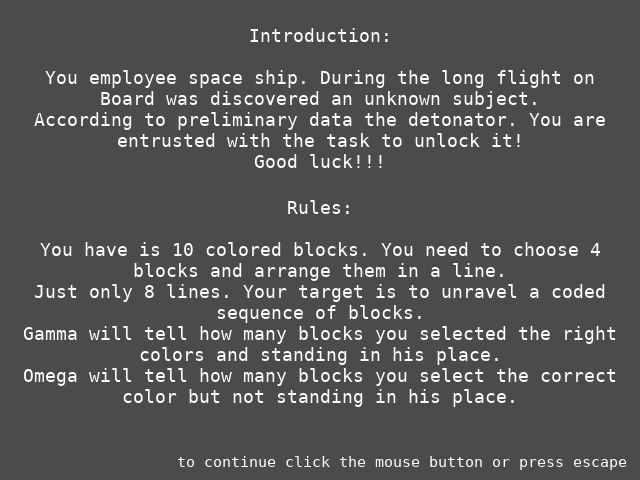 Introduction:
You employee space ship. During the long flight on
Board was discovered an unknown subject.
According to preliminary data the detonator. You are
entrusted with the task to unlock it!
Good luck!!!
Rules:
You have is 10 colored blocks. You need to choose 4
blocks and arrange them in a line.
Just only 8 lines. Your target is to unravel a coded
sequence of blocks.
Gamma will tell how many blocks you selected the right
colors and standing in his place.
Omega will tell how many blocks you select the correct
color but not standing in his place.
to continue click the mouse button or press escape